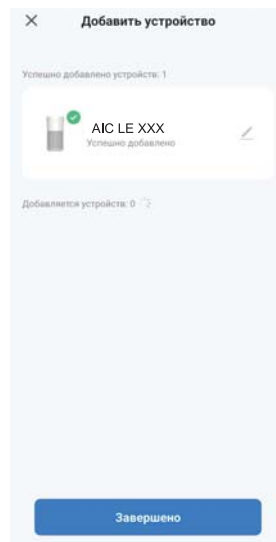 Добавить устройство
Успешно добавлено устройств: 1
AIC LE XXX
Успешно добавлено
Добавляется устройств: 0
Завершено